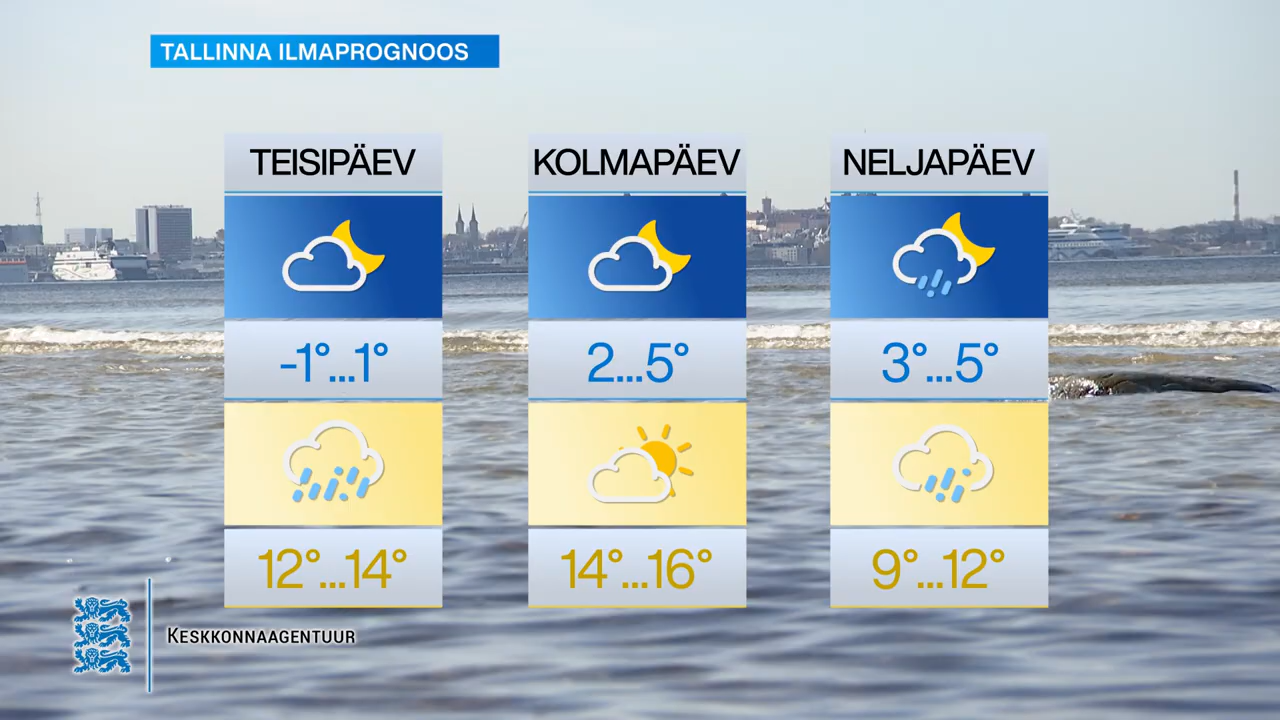 TALLINNA ILMAPROGNOOS
TEISIPÄEV
-1°...1°
12°...14°
KOLMAPÄEV
2...5°
14°...16°
NELJAPÄEV
3°...5°
9°...12°
KESKKONNAAGENTUUR